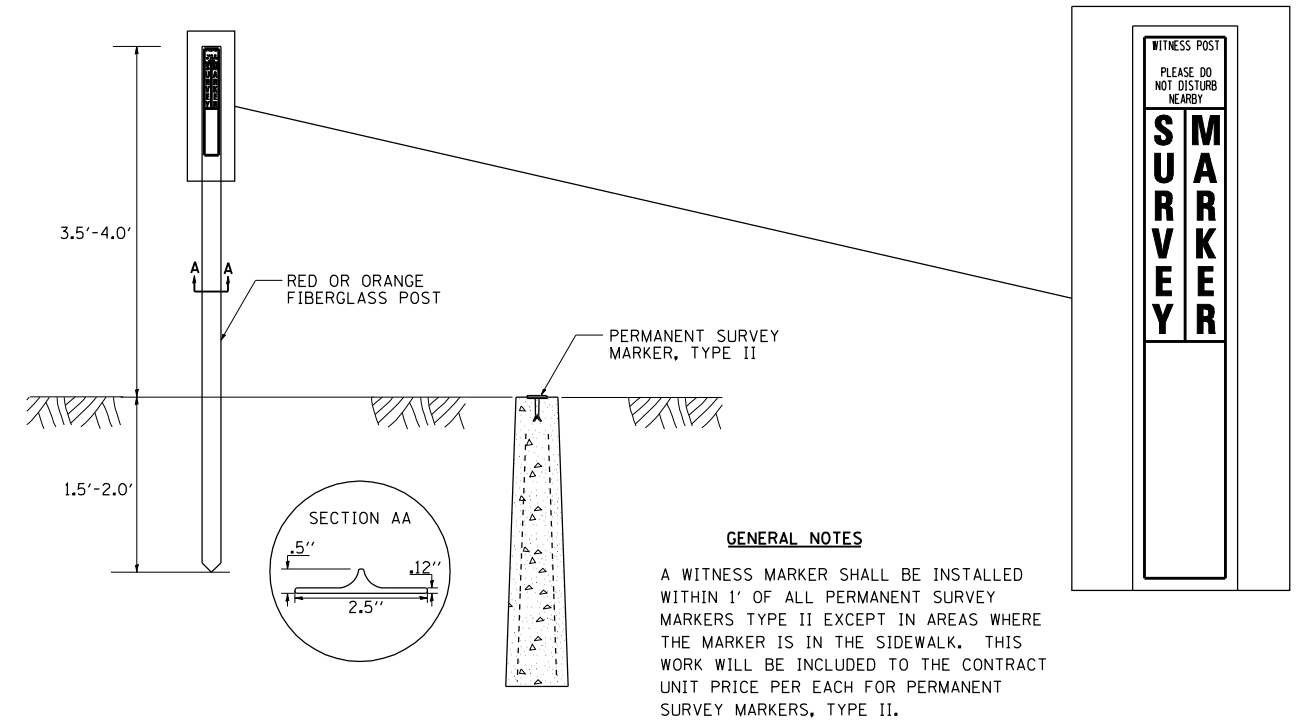 WITNESS POST
PLEASE DO
NOT DISTURB
NEARBY
SURVEY
MARKER
3.5'-4.0'
A A
RED OR ORANGE
FIBERGLASS POST
PERMANENT SURVEY
MARKER, TYPE II
1.5'-2.0'
SECTION AA
.5''
.12''
2.5''
GENERAL NOTES
A WITNESS MARKER SHALL BE INSTALLED
WITHIN 1' OF ALL PERMANENT SURVEY
MARKERS TYPE II EXCEPT IN AREAS WHERE
THE MARKER IS IN THE SIDEWALK. THIS
WORK WILL BE INCLUDED TO THE CONTRACT
UNIT PRICE PER EACH FOR PERMANENT
SURVEY MARKERS, TYPE II.